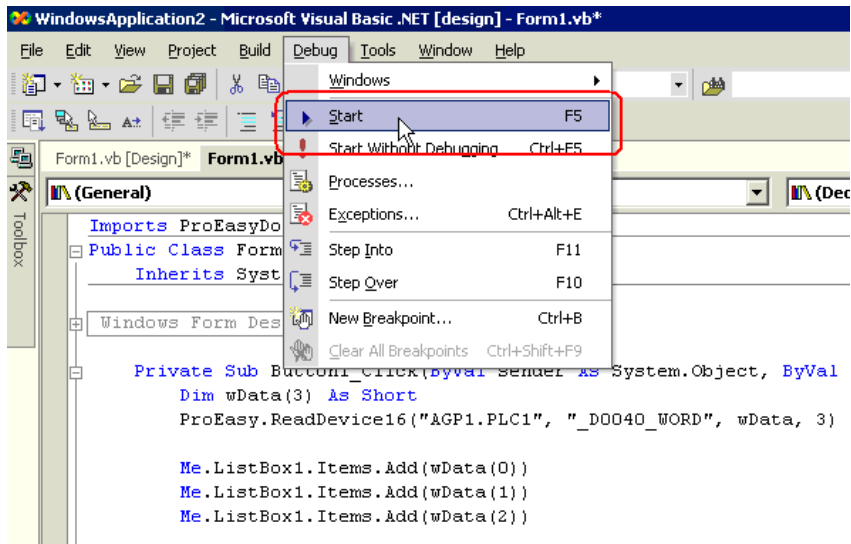 WindowsApplication2 - Microsoft Visual Basic .NET [design] - Form1.vb*
File Edit View Project Build Debug Tools Window Help
Windows
Start F5
Start Without Debugging Ctrl+F5
Form1.vb [Design]* Form1.vb
Processes...
(General) (Dec
Exceptions... Ctrl+Alt+E
Toolbox
Imports ProEasyDo
Public Class Form
Step Into F11
Inherits Syst
Step Over F10
Windows Form Des
New Breakpoint... Ctrl+B
Clear All Breakpoints Ctrl+Shift+F9
Private Sub Button1_Click(ByVal sender As System.Object, ByVal
Dim wData(3) As Short
ProEasy.ReadDevice16("AGP1.PLC1", "_D0040_WORD", wData, 3)
Me.ListBox1.Items.Add(wData(0))
Me.ListBox1.Items.Add(wData(1))
Me.ListBox1.Items.Add(wData(2))